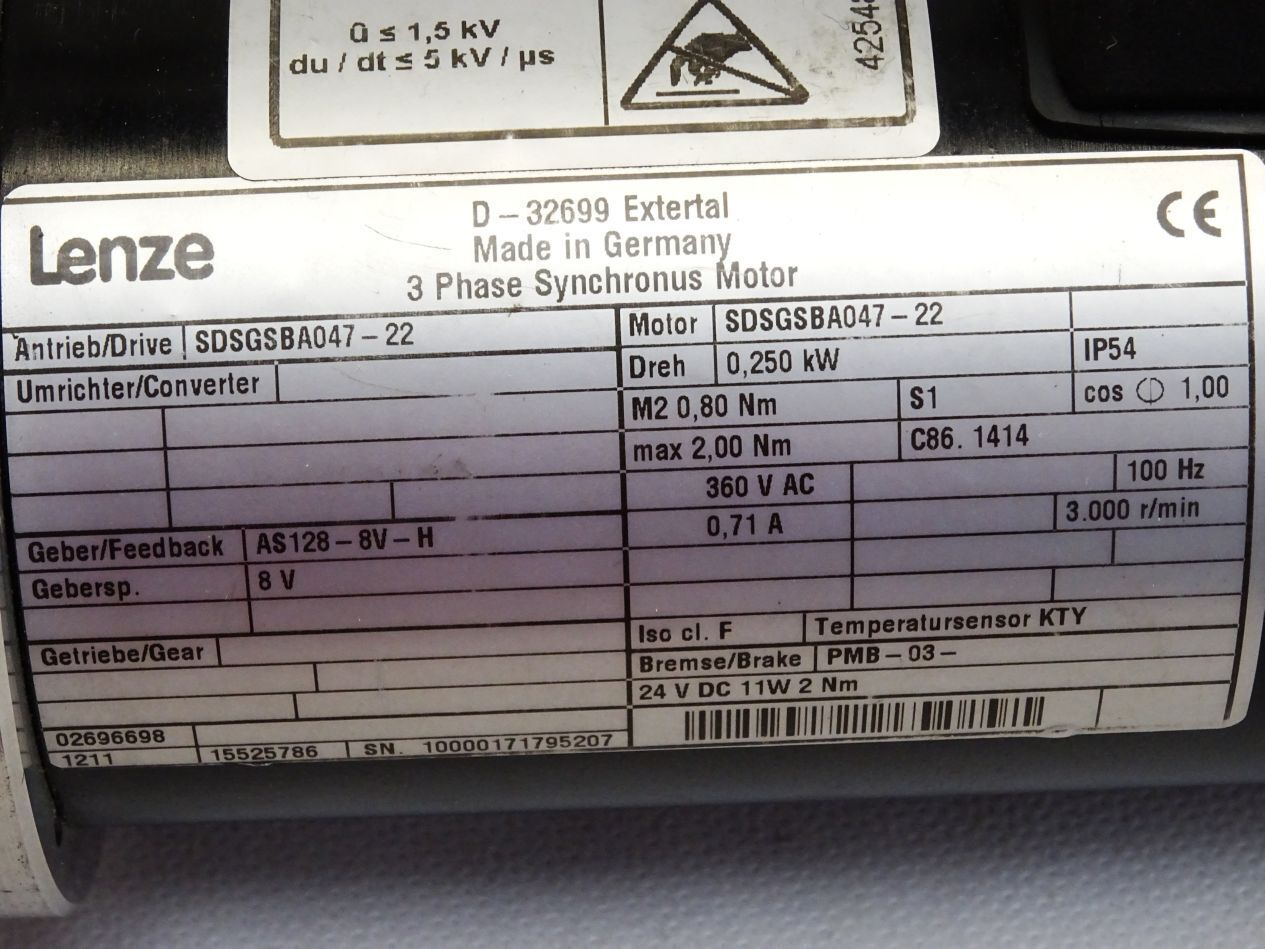 û ≤ 1,5 kV
du / dt ≤ 5 kV / µs
Lenze
D – 32699 Extertal
Made in Germany
3 Phase Synchronus Motor
CE
Antrieb/Drive SDSGSBA047 – 22
Umrichter/Converter
Geber/Feedback AS128 – 8V – H
Gebersp. 8 V
Getriebe/Gear
02696698
1211 15525786 SN. 10000171795207
Motor SDSGSBA047 – 22
Dreh 0,250 kW IP54
M2 0,80 Nm S1 cos Φ 1,00
max 2,00 Nm C86. 1414
360 V AC 100 Hz
0,71 A 3.000 r/min
Iso cl. F Temperatursensor KTY
Bremse/Brake PMB – 03 –
24 V DC 11W 2 Nm